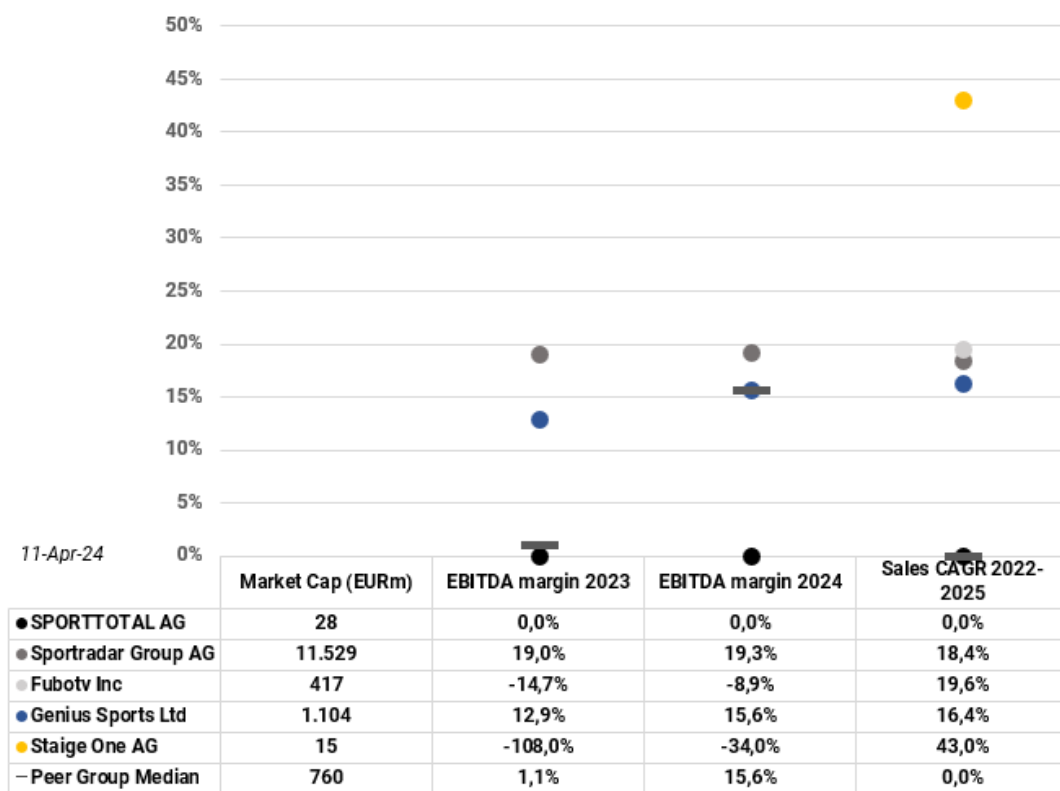 50%
45%
40%
35%
30%
25%
20%
15%
10%
5%
0%
11-Apr-24
Market Cap (EURm) EBITDA margin 2023 EBITDA margin 2024 Sales CAGR 2022-
2025
SPORTTOTAL AG 28 0,0% 0,0% 0,0%
Sportradar Group AG 11.529 19,0% 19,3% 18,4%
Fubotv Inc 417 -14,7% -8,9% 19,6%
Genius Sports Ltd 1.104 12,9% 15,6% 16,4%
Staige One AG 15 -108,0% -34,0% 43,0%
Peer Group Median 760 1,1% 15,6% 0,0%